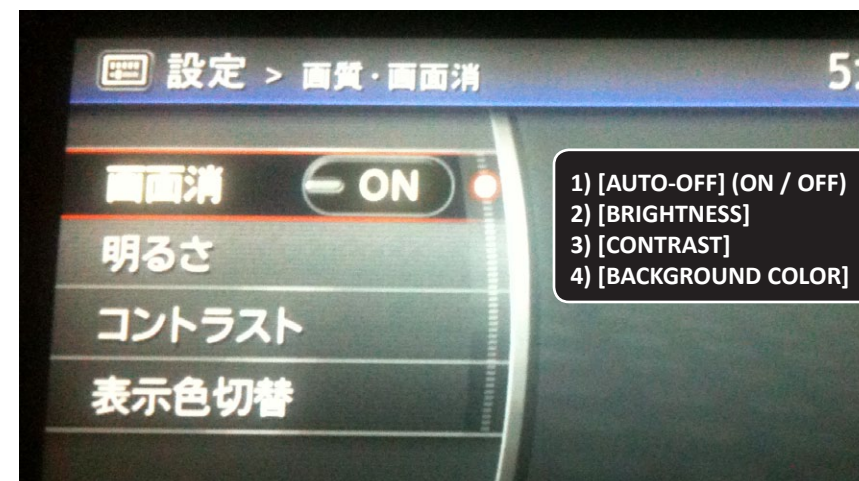 設定 > 画質・画面消
画面消 ON
明るさ
コントラスト
表示色切替
1) [AUTO-OFF] (ON / OFF)
2) [BRIGHTNESS]
3) [CONTRAST]
4) [BACKGROUND COLOR]